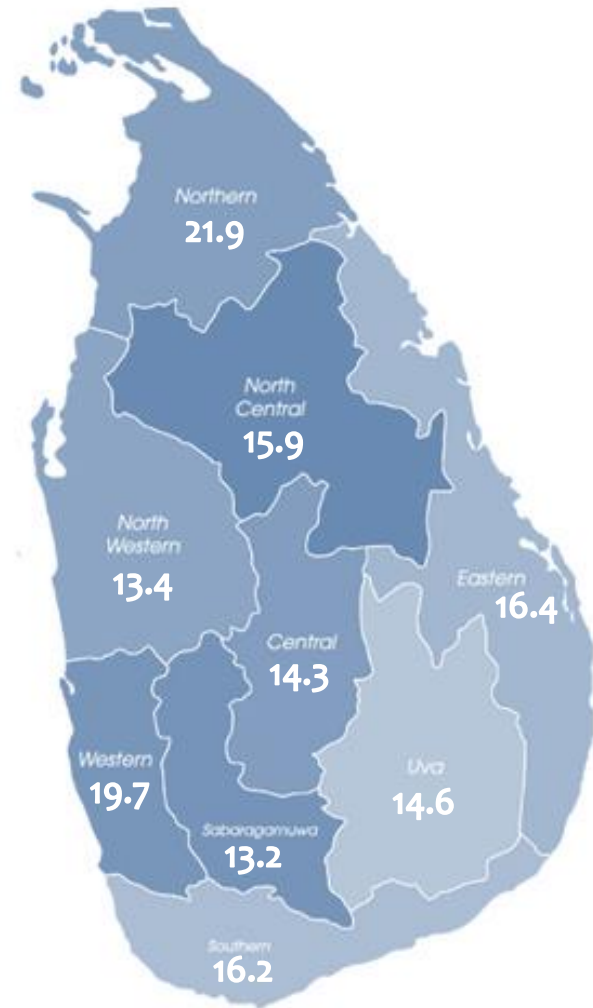 Northern
21.9
North
Central
15.9
North
Western
13.4
Eastern
16.4
Central
14.3
Western
19.7
Uva
14.6
Sabaragamuwa
13.2
Southern
16.2